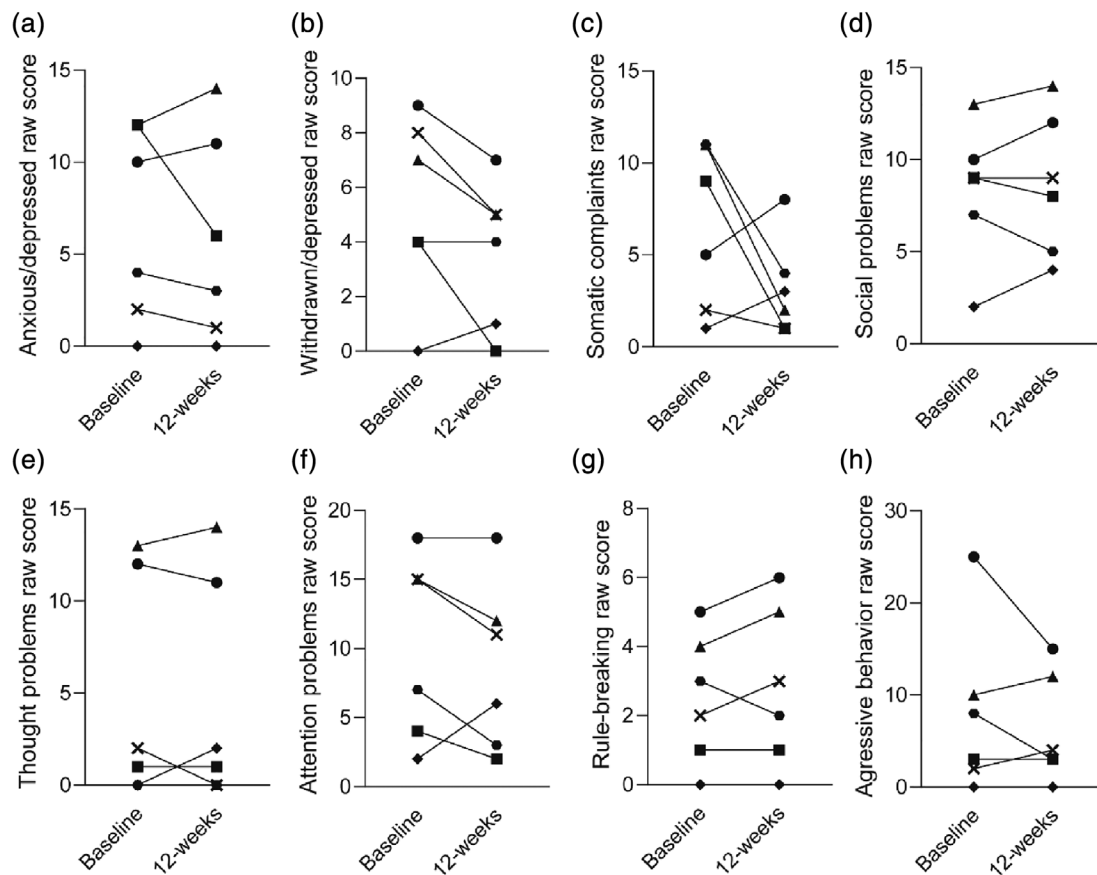 (a)
Anxious/depressed raw score
15
10
5
0
Baseline
12-weeks
(b)
Withdrawn/depressed raw score
10
8
6
4
2
0
Baseline
12-weeks
(c)
Somatic complaints raw score
15
10
5
0
Baseline
12-weeks
(d)
Social problems raw score
15
10
5
0
Baseline
12-weeks
(e)
Thought problems raw score
15
10
5
0
Baseline
12-weeks
(f)
Attention problems raw score
20
15
10
5
0
Baseline
12-weeks
(g)
Rule-breaking raw score
8
6
4
2
0
Baseline
12-weeks
(h)
Agressive behavior raw score
30
20
10
0
Baseline
12-weeks